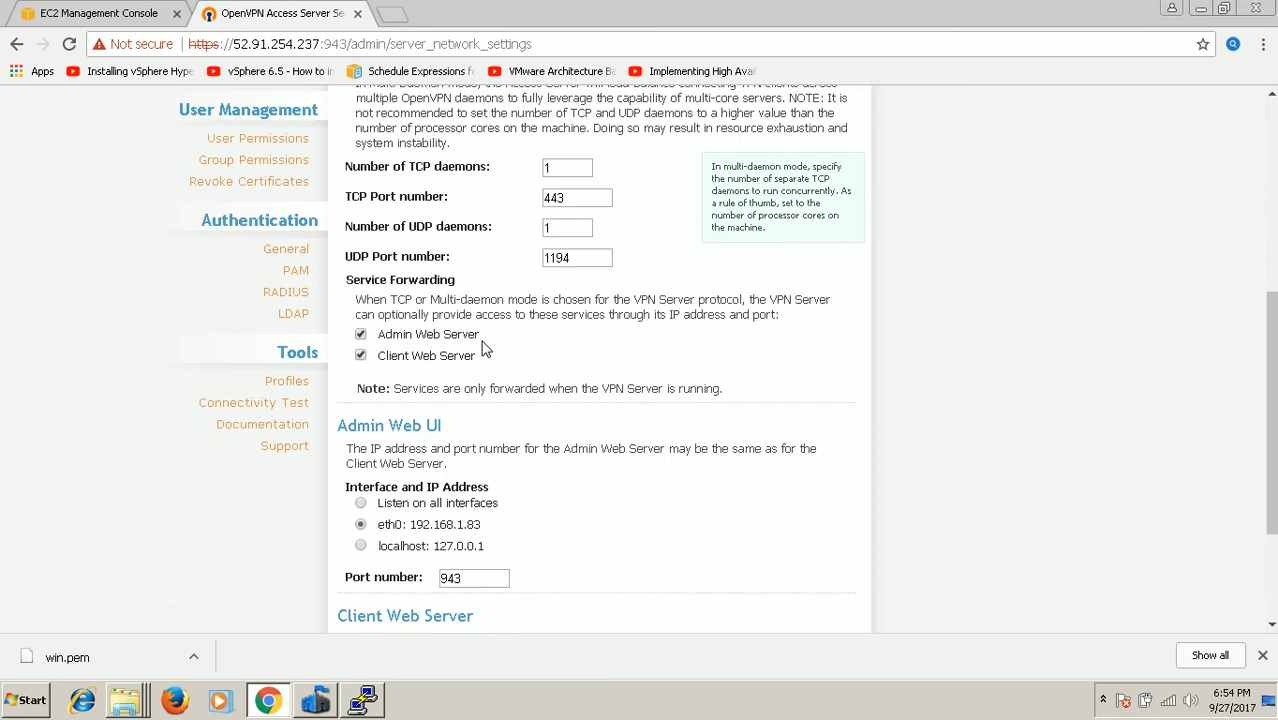 EC2 Management Console
OpenVPN Access Server Se
Not secure
https://52.91.254.237:943/admin/server_network_settings
Apps
Installing vSphere Hype
vSphere 6.5 - How to in
Schedule Expressions fo
VMware Architecture Ba
Implementing High Avai
User Management
User Permissions
Group Permissions
Revoke Certificates
Authentication
General
PAM
RADIUS
LDAP
Tools
Profiles
Connectivity Test
Documentation
Support
multiple OpenVPN daemons to fully leverage the capability of multi-core servers. NOTE: It is
not recommended to set the number of TCP and UDP daemons to a higher value than the
number of processor cores on the machine. Doing so may result in resource exhaustion and
system instability.
Number of TCP daemons: 1
TCP Port number: 443
Number of UDP daemons: 1
UDP Port number: 1194
In multi-daemon mode, specify
the number of separate TCP
daemons to run concurrently. As
a rule of thumb, set to the
number of processor cores on
the machine.
Service Forwarding
When TCP or Multi-daemon mode is chosen for the VPN Server protocol, the VPN Server
can optionally provide access to these services through its IP address and port:
Admin Web Server
Client Web Server
Note: Services are only forwarded when the VPN Server is running.
Admin Web UI
The IP address and port number for the Admin Web Server may be the same as for the
Client Web Server.
Interface and IP Address
Listen on all interfaces
eth0: 192.168.1.83
localhost: 127.0.0.1
Port number: 943
Client Web Server
win.pem
Show all
Start
6:54 PM
9/27/2017